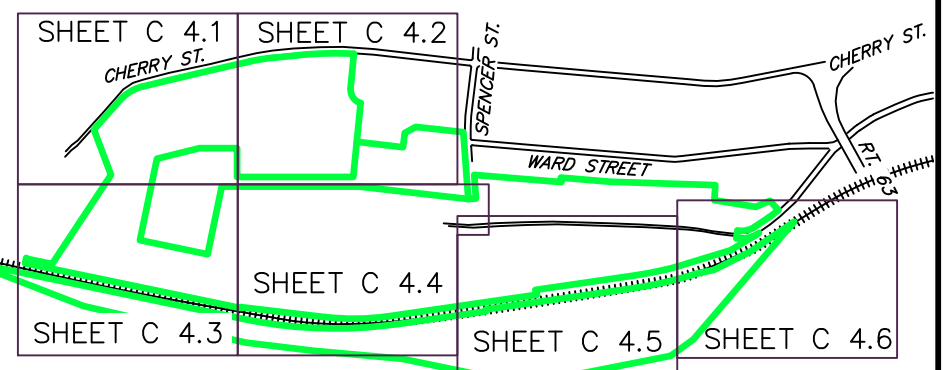 SHEET C 4.1
SHEET C 4.2
SPENCER ST.
CHERRY ST.
CHERRY ST.
WARD STREET
RT. 63
SHEET C 4.4
SHEET C 4.3
SHEET C 4.5
SHEET C 4.6